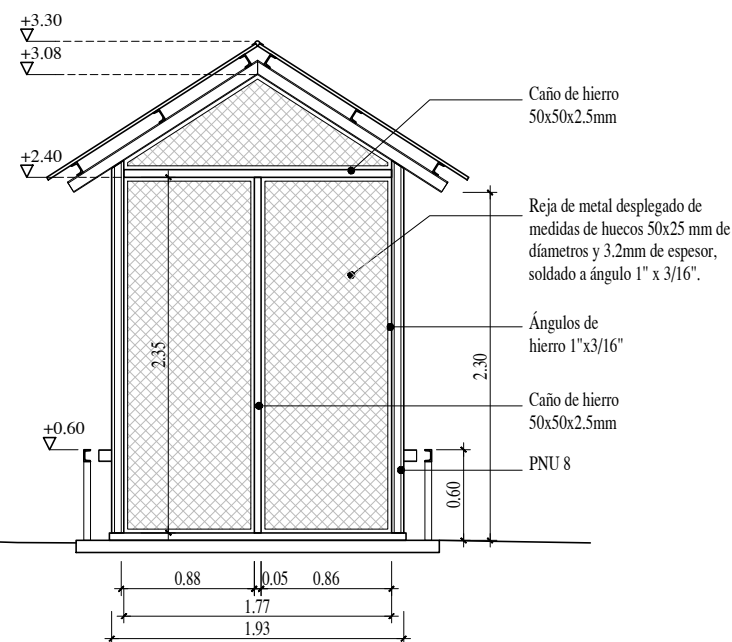 +3.30
+3.08
+2.40
+0.60
Caño de hierro
50x50x2.5mm
Reja de metal desplegado de
medidas de huecos 50x25 mm de
díametros y 3.2mm de espesor,
soldado a ángulo 1" x 3/16".
Ángulos de
hierro 1"x3/16"
Caño de hierro
50x50x2.5mm
PNU 8
2.35
2.30
0.60
0.88 0.05 0.86
1.77
1.93